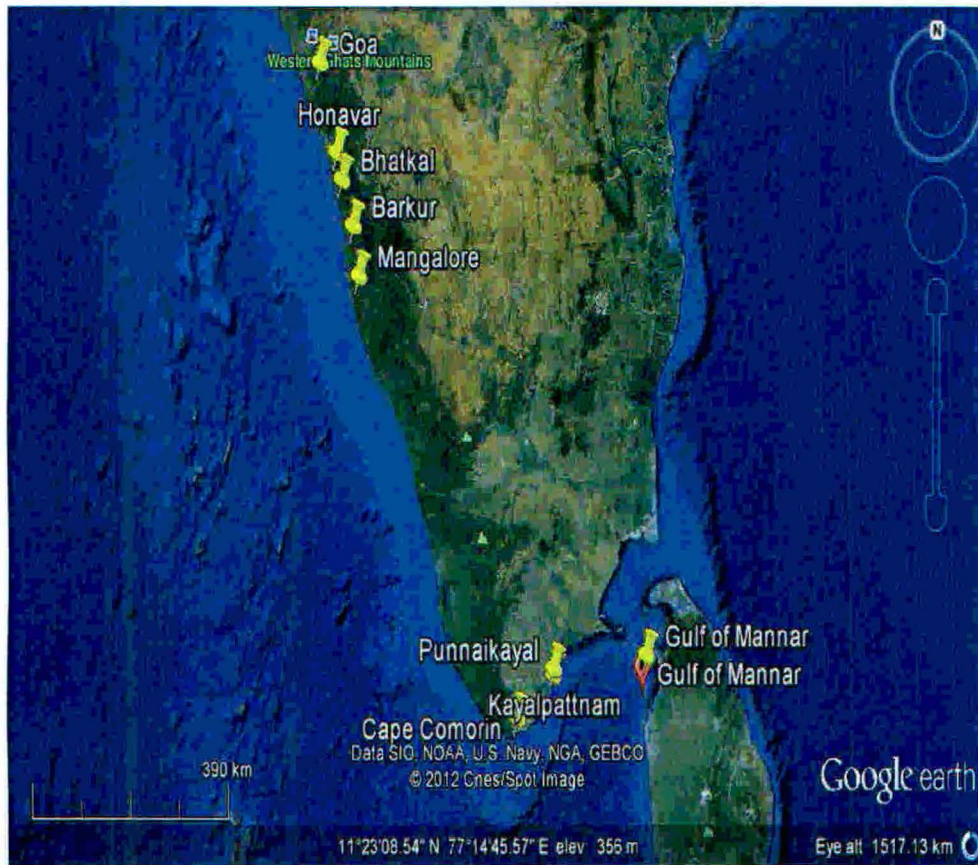 N
Goa
Western Ghats Mountains
Honavar
Bhatkal
Barkur
Mangalore
Punnaikayal
Gulf of Mannar
Gulf of Mannar
Kayalpattnam
Cape Comorin
Data SIO, NOAA, U.S. Navy, NGA, GEBCO
© 2012 Cnes/Spot Image
390 km
Google earth
11°23'08.54" N 77°14'45.57" E elev 356 m
Eye alt 1517.13 km